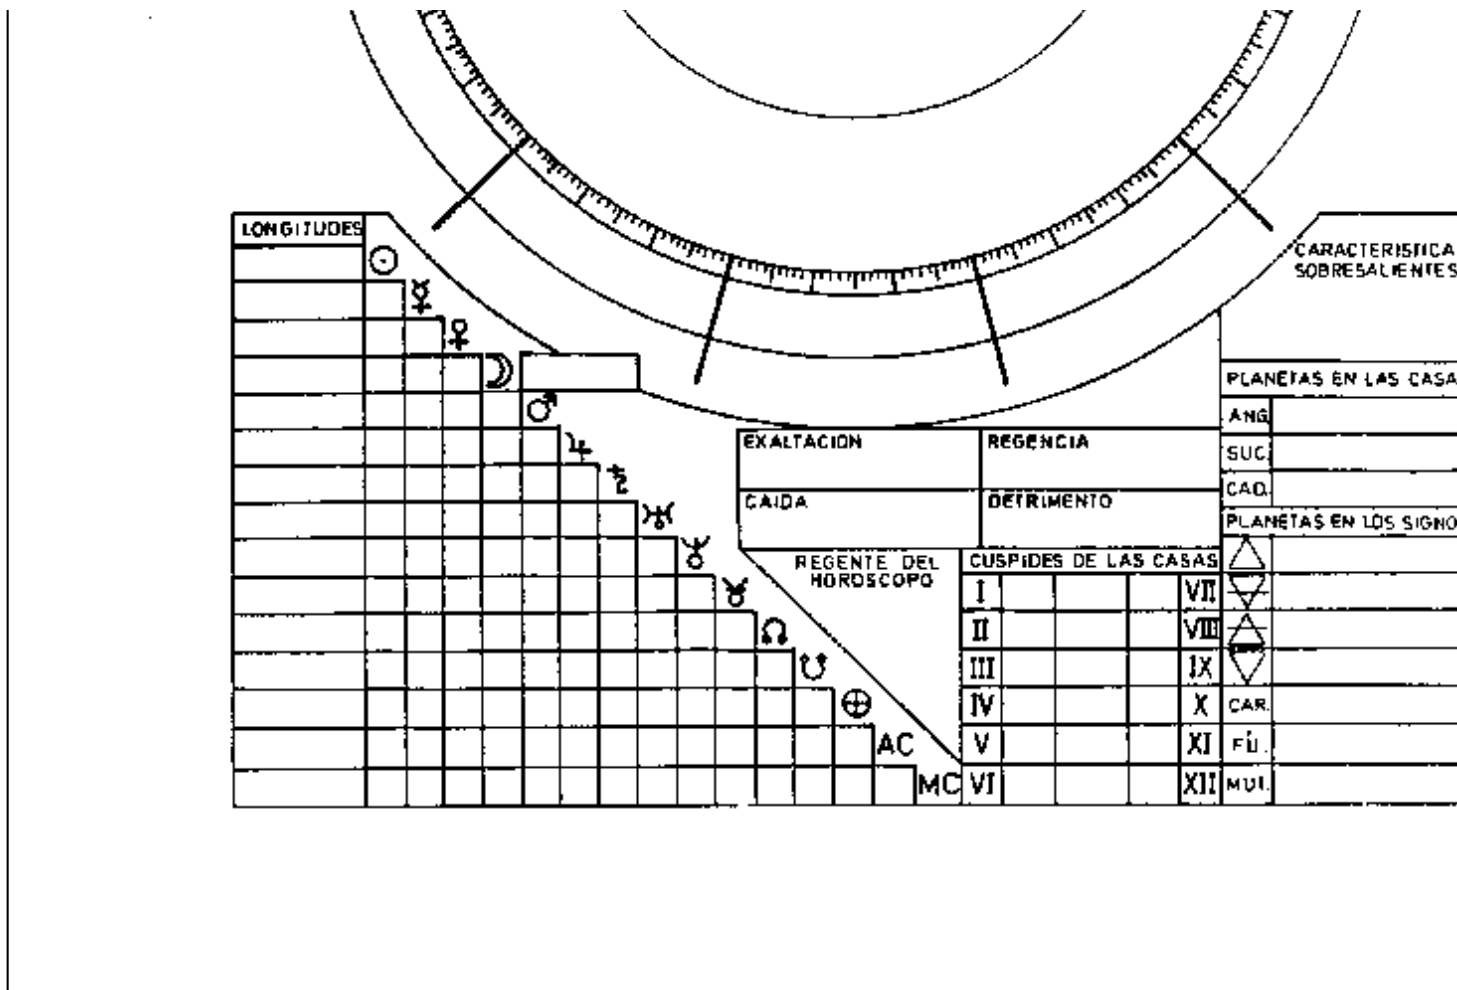 LONGITUDES
☉
☿
♀
☽
♂
♃
♄
♅
♆
♉
☊
☋
⊕
AC
MC
EXALTACION
REGENCIA
CAIDA
DETRIMENTO
REGENTE DEL
HOROSCOPO
CUSPIDES DE LAS CASAS
I VII
II VIII
III IX
IV X
V XI
VI XII
CARACTERISTICA
SOBRESALIENTES
PLANETAS EN LAS CASA
ANG.
SUC.
CAD.
PLANETAS EN LOS SIGNO
🜂
🜃
🜁
🜄
CAR.
FIJ.
MUT.